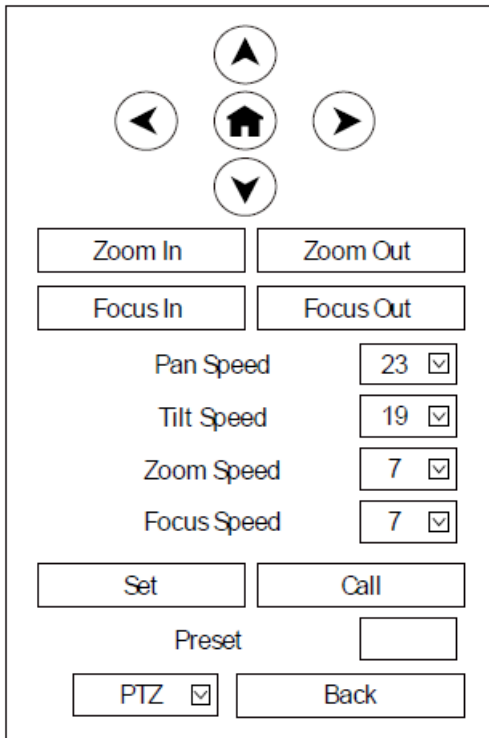 Zoom In Zoom Out
Focus In Focus Out
Pan Speed 23
Tilt Speed 19
Zoom Speed 7
Focus Speed 7
Set Call
Preset
PTZ Back